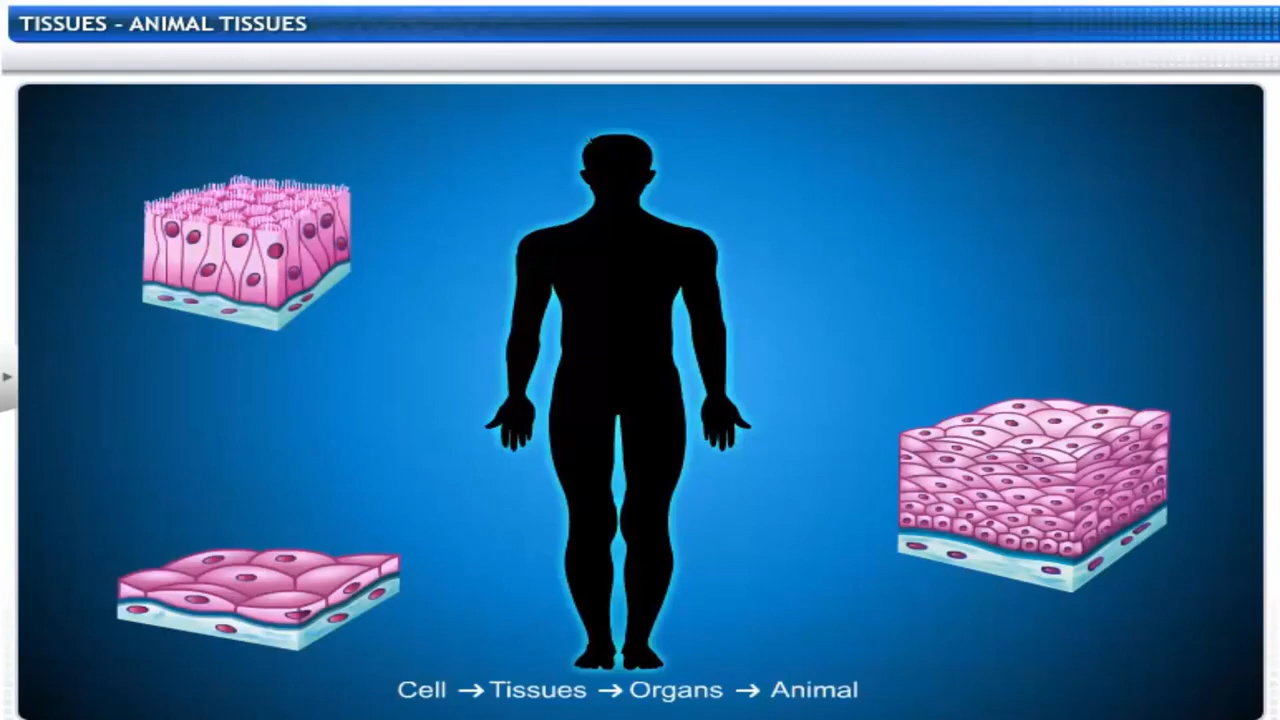 TISSUES - ANIMAL TISSUES
Cell → Tissues → Organs → Animal